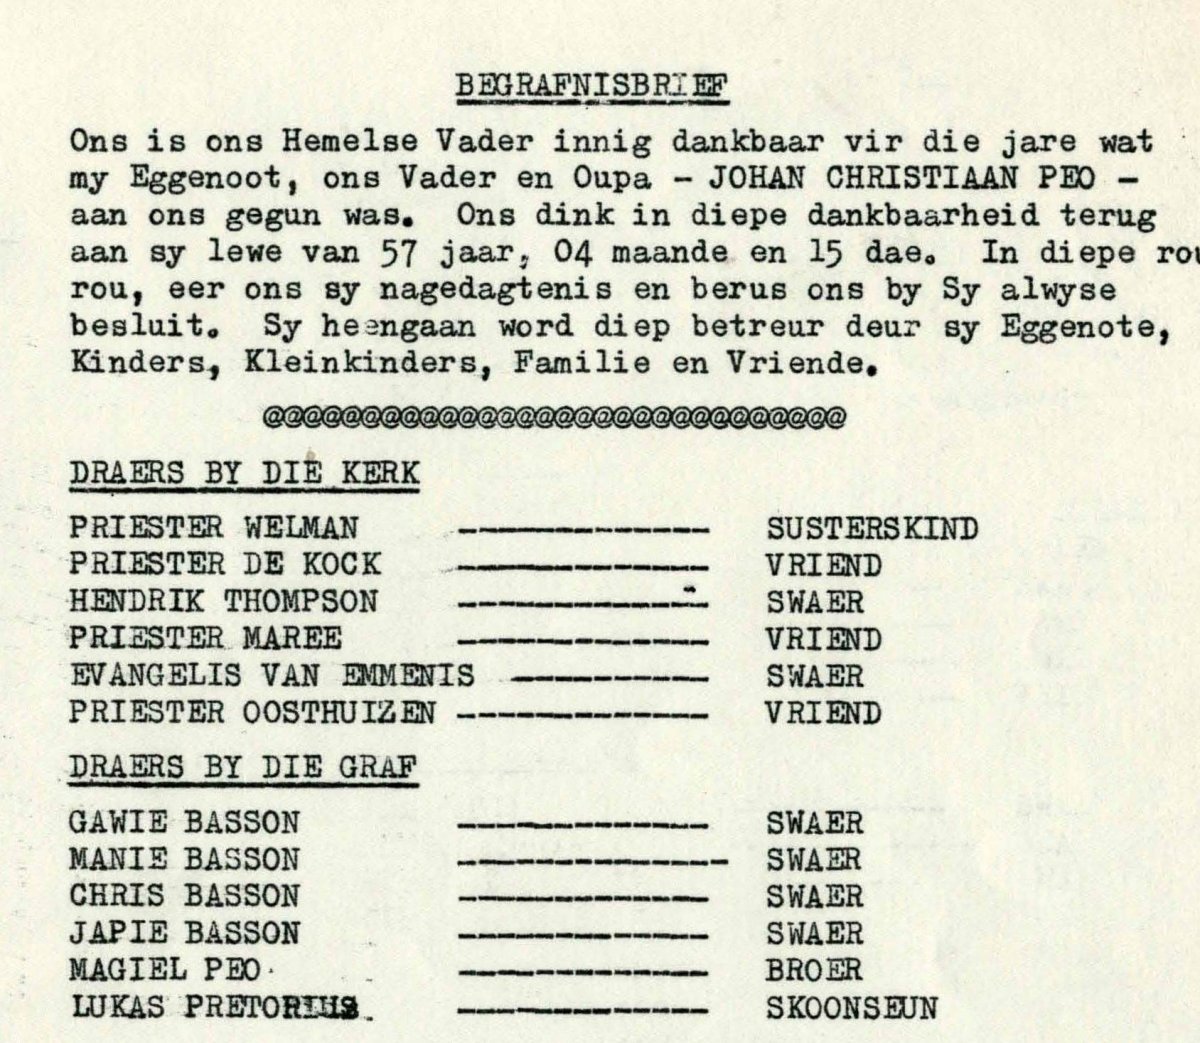 BEGRAFNISBRIEF
Ons is ons Hemelse Vader innig dankbaar vir die jare wat
my Eggenoot, ons Vader en Oupa - JOHAN CHRISTIAAN PEO -
aan ons gegun was. Ons dink in diepe dankbaarheid terug
aan sy lewe van 57 jaar, 04 maande en 15 dae. In diepe rou
rou, eer ons sy nagedagtenis en berus ons by Sy alwyse
besluit. Sy heengaan word diep betreur deur sy Eggenote,
Kinders, Kleinkinders, Familie en Vriende.
@@@@@@@@@@@@@@@@@@@@@@@@@@@@@@
DRAERS BY DIE KERK
PRIESTER WELMAN ------------- SUSTERSKIND
PRIESTER DE KOCK ------------- VRIEND
HENDRIK THOMPSON ------------- SWAER
PRIESTER MAREE ------------- VRIEND
EVANGELIS VAN EMMENIS ---------- SWAER
PRIESTER OOSTHUIZEN ------------- VRIEND
DRAERS BY DIE GRAF
GAWIE BASSON ------------- SWAER
MANIE BASSON -------------- SWAER
CHRIS BASSON ------------- SWAER
JAPIE BASSON ------------- SWAER
MAGIEL PEO ------------- BROER
LUKAS PRETORIUS ------------- SKOONSEUN